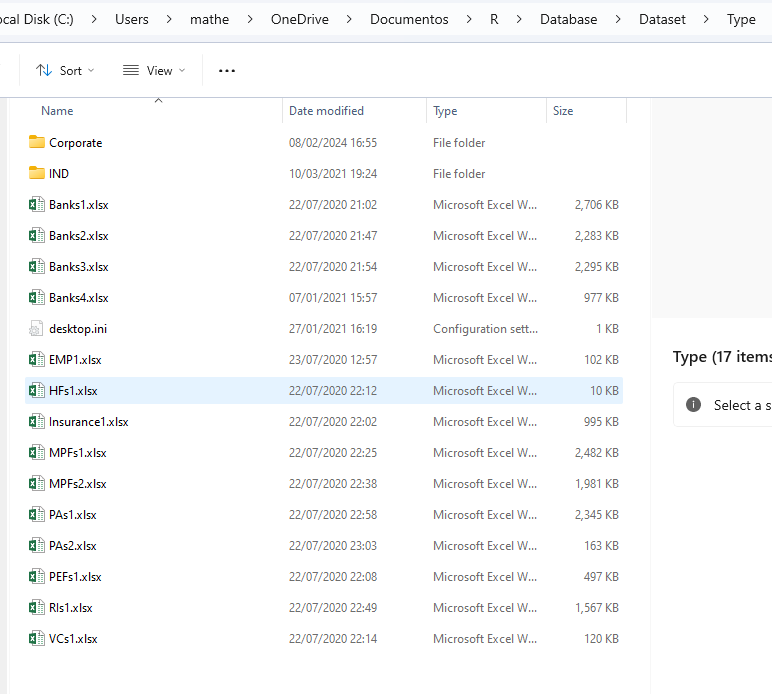 ocal Disk (C:) > Users > mathe > OneDrive > Documentos > R > Database > Dataset > Type
Sort View ...
Name Date modified Type Size
Corporate 08/02/2024 16:55 File folder
IND 10/03/2021 19:24 File folder
Banks1.xlsx 22/07/2020 21:02 Microsoft Excel W... 2,706 KB
Banks2.xlsx 22/07/2020 21:47 Microsoft Excel W... 2,283 KB
Banks3.xlsx 22/07/2020 21:54 Microsoft Excel W... 2,295 KB
Banks4.xlsx 07/01/2021 15:57 Microsoft Excel W... 977 KB
desktop.ini 27/01/2021 16:19 Configuration sett... 1 KB
EMP1.xlsx 23/07/2020 12:57 Microsoft Excel W... 102 KB
Type (17 items
HFs1.xlsx 22/07/2020 22:12 Microsoft Excel W... 10 KB
Select a s
Insurance1.xlsx 22/07/2020 22:02 Microsoft Excel W... 995 KB
MPFs1.xlsx 22/07/2020 22:25 Microsoft Excel W... 2,482 KB
MPFs2.xlsx 22/07/2020 22:38 Microsoft Excel W... 1,981 KB
PAs1.xlsx 22/07/2020 22:58 Microsoft Excel W... 2,345 KB
PAs2.xlsx 22/07/2020 23:03 Microsoft Excel W... 163 KB
PEFs1.xlsx 22/07/2020 22:08 Microsoft Excel W... 497 KB
RIs1.xlsx 22/07/2020 22:49 Microsoft Excel W... 1,567 KB
VCs1.xlsx 22/07/2020 22:14 Microsoft Excel W... 120 KB